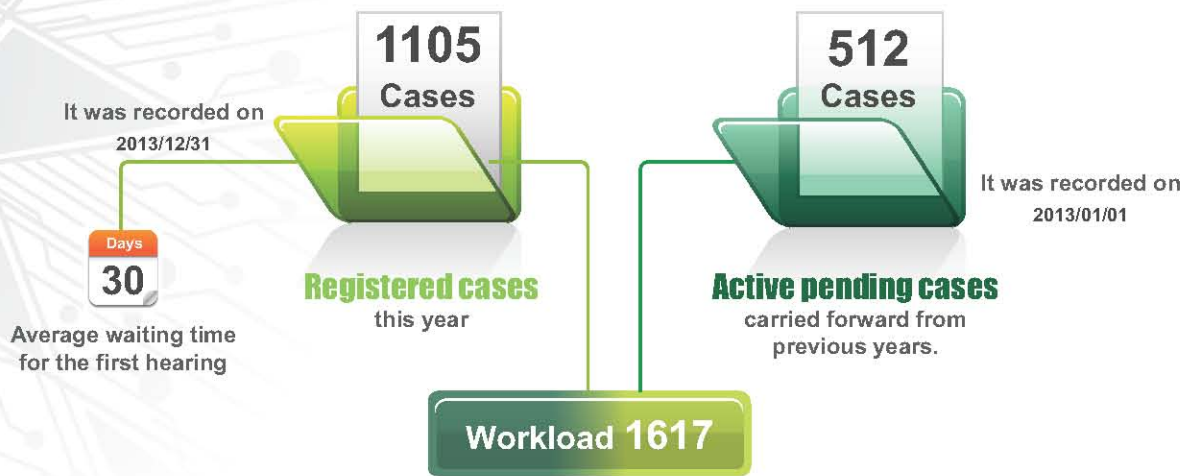 1105
Cases
It was recorded on
2013/12/31
Days
30
Average waiting time
for the first hearing
Registered cases
this year
512
Cases
It was recorded on
2013/01/01
Active pending cases
carried forward from
previous years.
Workload 1617